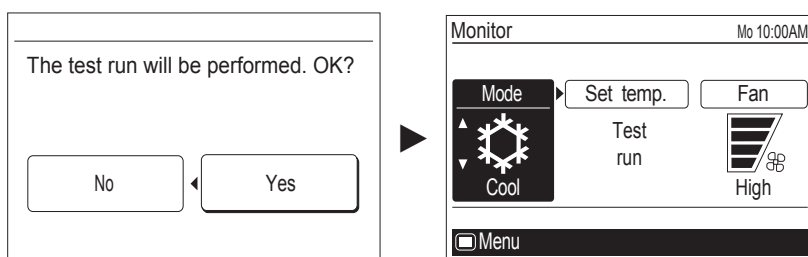 The test run will be performed. OK?
No
Yes
Monitor
Mo 10:00AM
Mode
Set temp.
Fan
Test
run
Cool
High
Menu